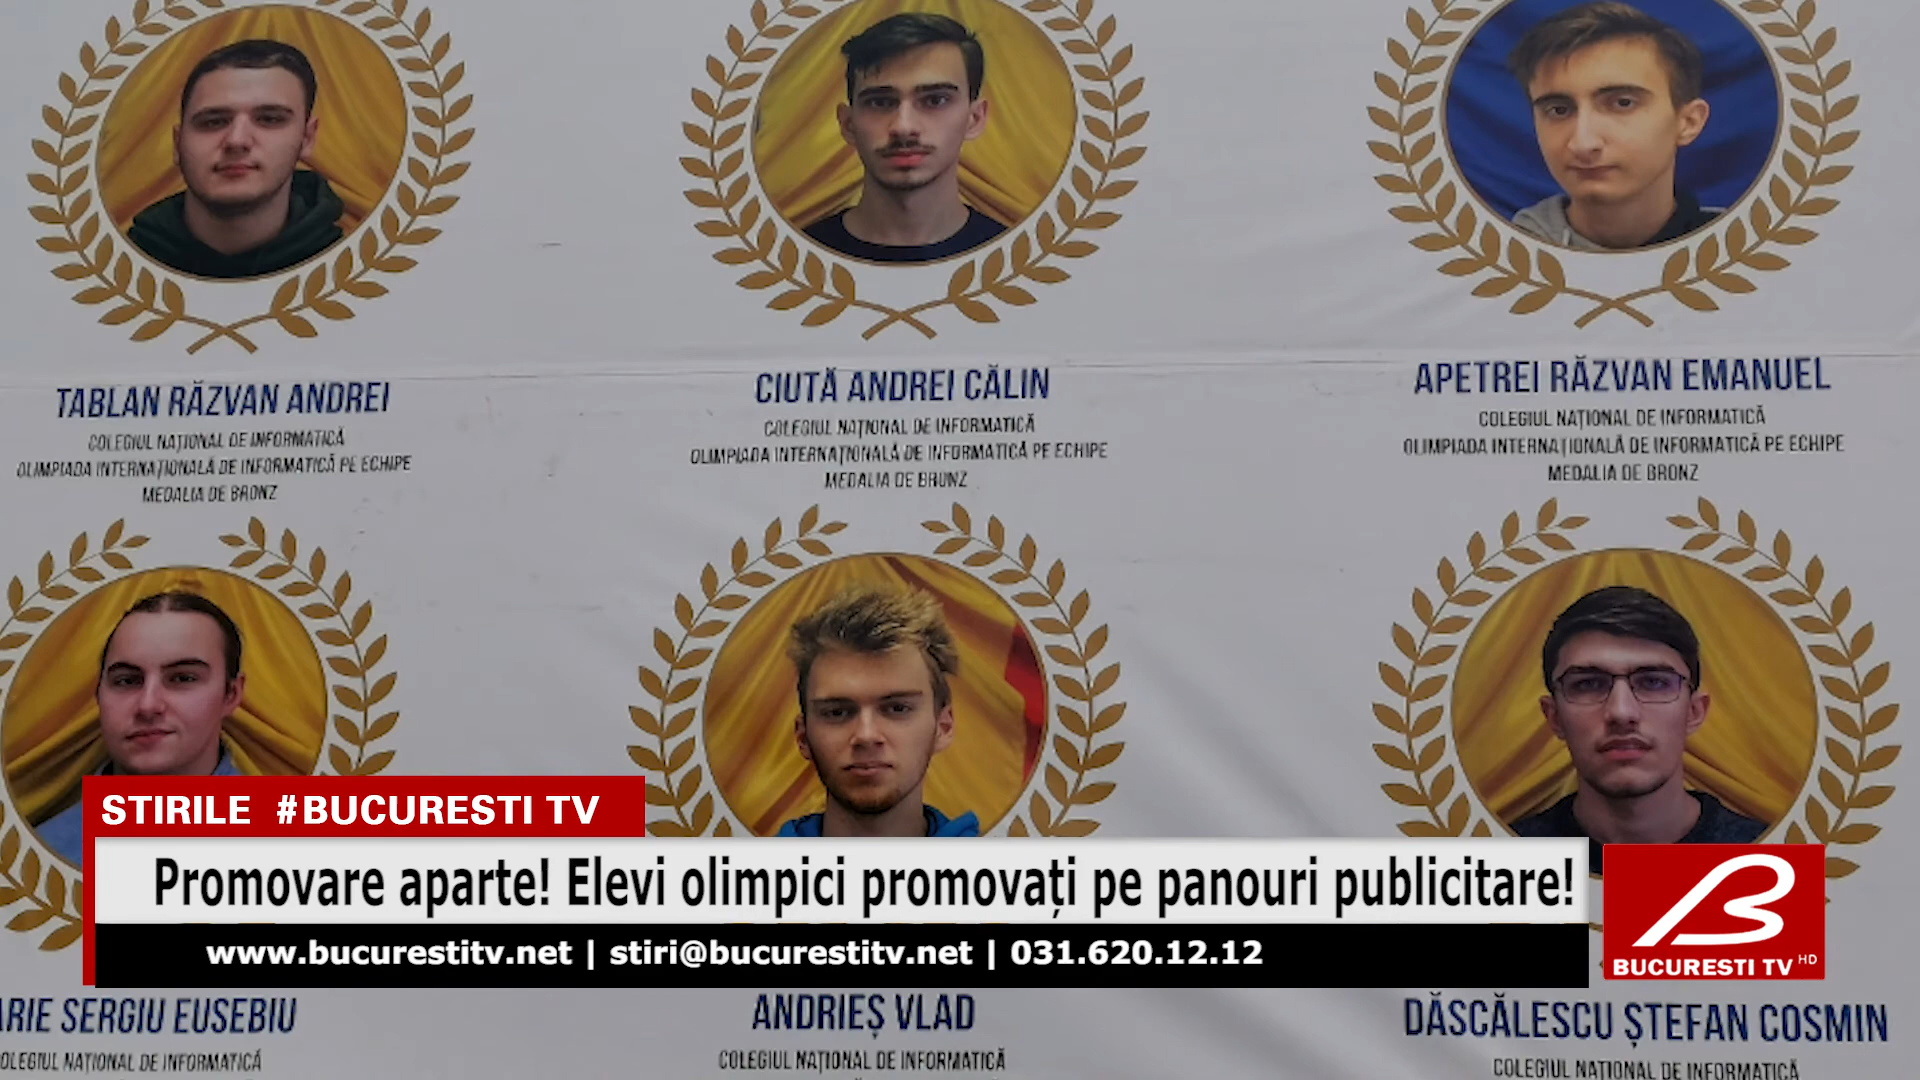 TABLAN RĂZVAN ANDREI
COLEGIUL NAȚIONAL DE INFORMATICĂ
OLIMPIADA INTERNAȚIONALĂ DE INFORMATICĂ PE ECHIPE
MEDALIA DE BRONZ
CIUTĂ ANDREI CĂLIN
COLEGIUL NAȚIONAL DE INFORMATICĂ
OLIMPIADA INTERNAȚIONALĂ DE INFORMATICĂ PE ECHIPE
MEDALIA DE BRONZ
APETREI RĂZVAN EMANUEL
COLEGIUL NAȚIONAL DE INFORMATICĂ
OLIMPIADA INTERNAȚIONALĂ DE INFORMATICĂ PE ECHIPE
MEDALIA DE BRONZ
STIRILE #BUCURESTI TV
Promovare aparte! Elevi olimpici promovați pe panouri publicitare!
www.bucurestitv.net | stiri@bucurestitv.net | 031.620.12.12
B
BUCURESTI TV HD
SERGIU EUSEBIU
NAȚIONAL DE INFORMATICĂ
ANDRIEȘ VLAD
COLEGIUL NAȚIONAL DE INFORMATICĂ
DĂSCĂLESCU ȘTEFAN COSMIN
COLEGIUL NAȚIONAL DE INFORMATICĂ